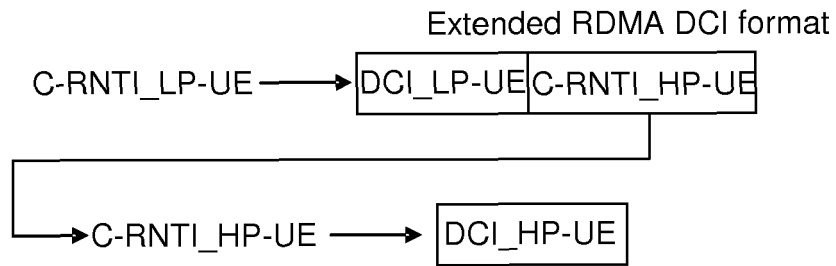 Extended RDMA DCI format
C-RNTI_LP-UE DCI_LP-UE C-RNTI_HP-UE
C-RNTI_HP-UE DCI_HP-UE